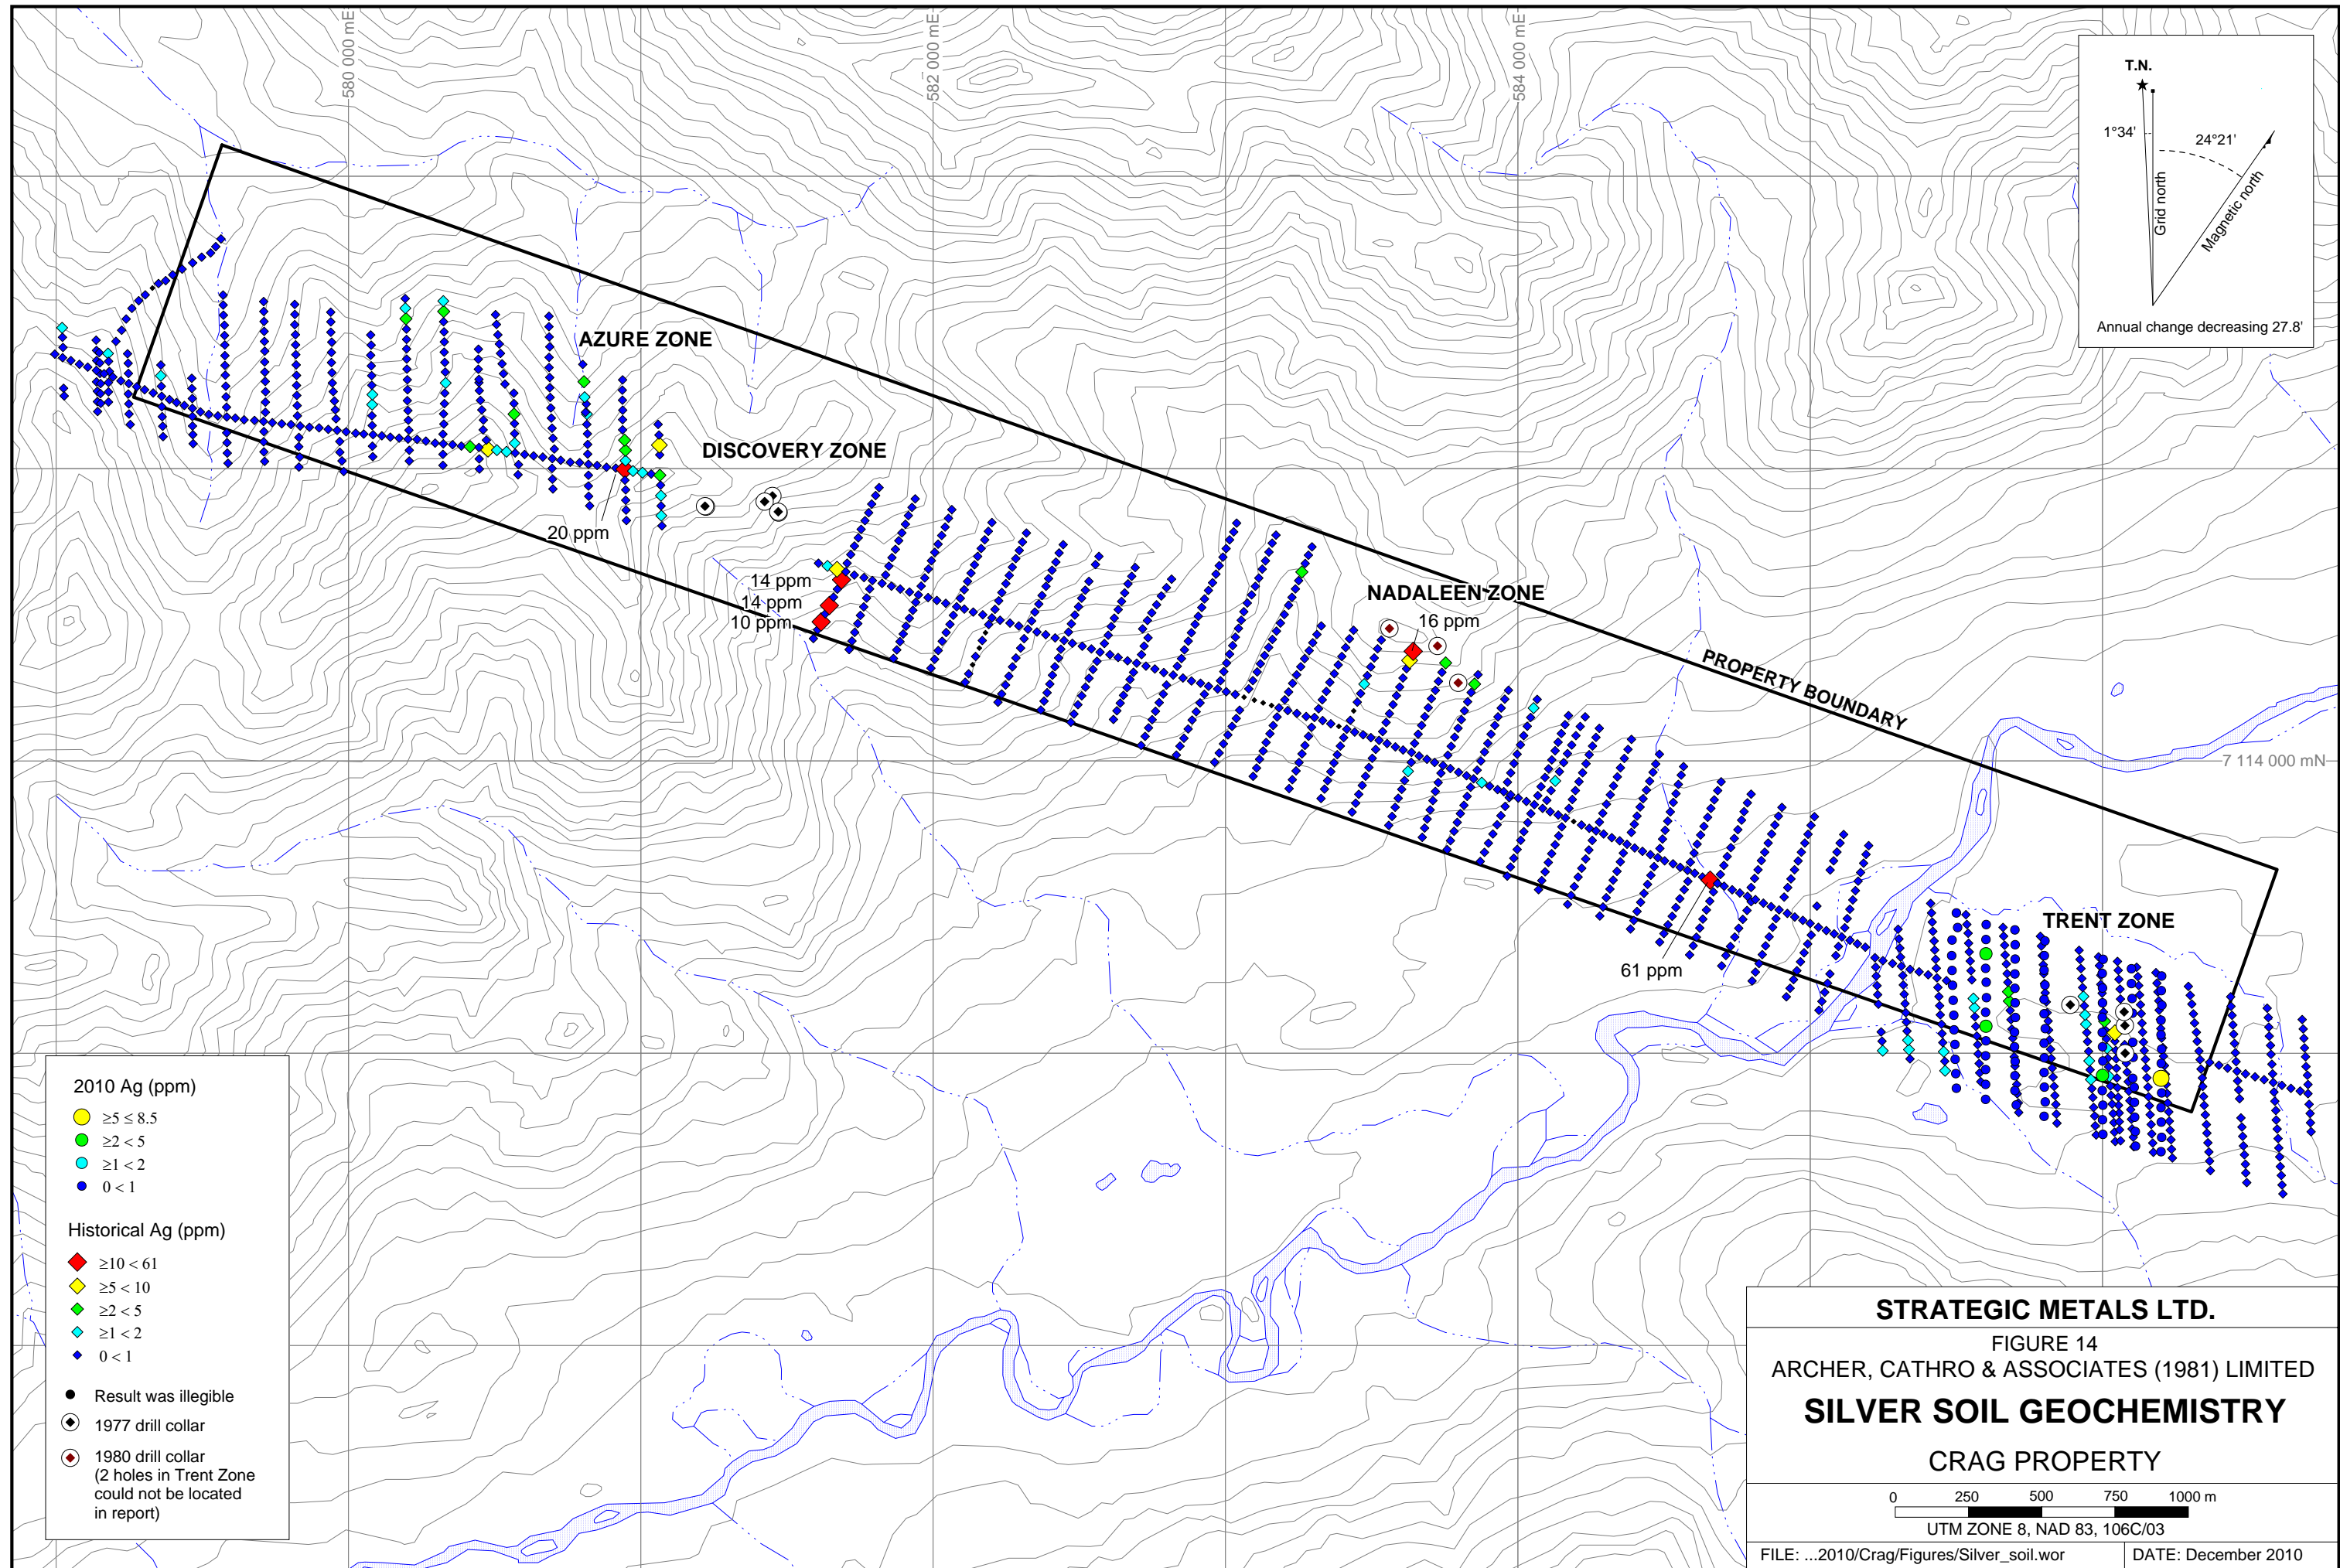 580 000 mE
582 000 mE
584 000 mE
T.N.
1°34'
24°21'
Grid north
Magnetic north
Annual change decreasing 27.8'
AZURE ZONE
DISCOVERY ZONE
20 ppm
14 ppm
14 ppm
10 ppm
NADALEEN ZONE
16 ppm
PROPERTY BOUNDARY
7 114 000 mN
TRENT ZONE
61 ppm
2010 Ag (ppm)
≥5 ≤ 8.5
≥2 < 5
≥1 < 2
0 < 1
Historical Ag (ppm)
≥10 < 61
≥5 < 10
≥2 < 5
≥1 < 2
0 < 1
Result was illegible
1977 drill collar
1980 drill collar
(2 holes in Trent Zone
could not be located
in report)
STRATEGIC METALS LTD.
FIGURE 14
ARCHER, CATHRO & ASSOCIATES (1981) LIMITED
SILVER SOIL GEOCHEMISTRY
CRAG PROPERTY
0 250 500 750 1000 m
UTM ZONE 8, NAD 83, 106C/03
FILE: ...2010/Crag/Figures/Silver_soil.wor
DATE: December 2010